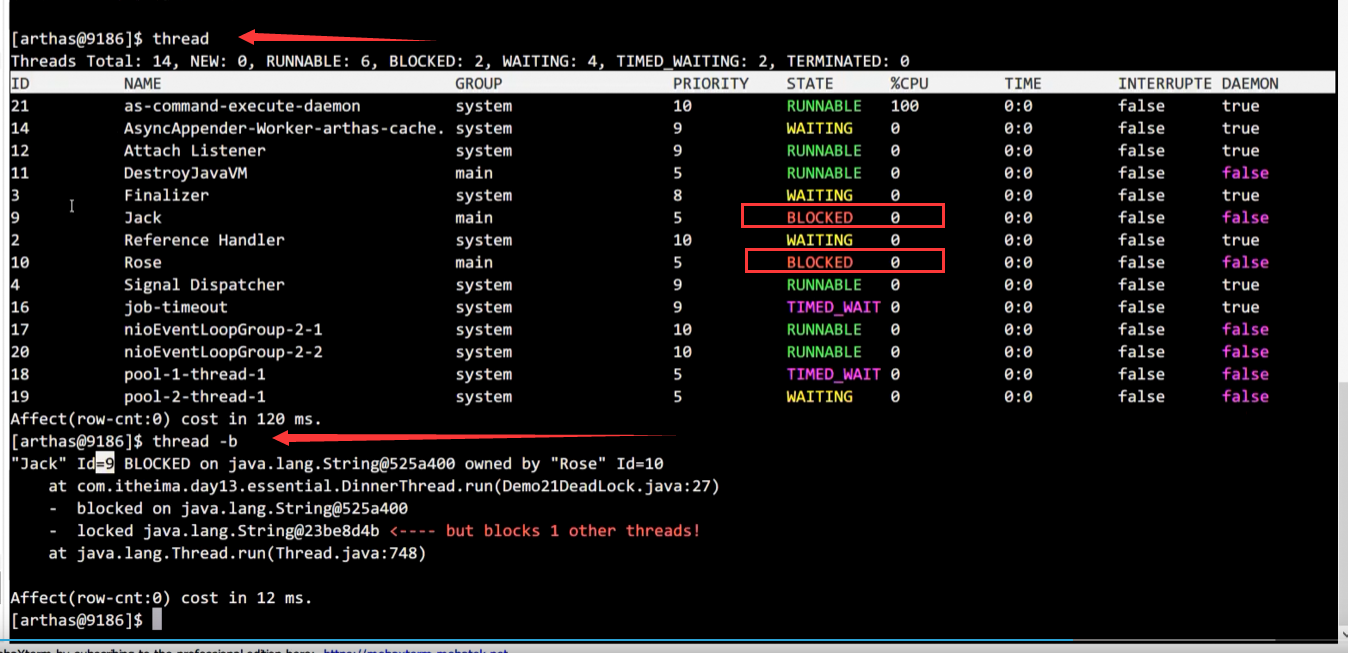 [arthas@9186]$ thread
Threads Total: 14, NEW: 0, RUNNABLE: 6, BLOCKED: 2, WAITING: 4, TIMED_WAITING: 2, TERMINATED: 0
ID NAME GROUP PRIORITY STATE %CPU TIME INTERRUPTE DAEMON
21 as-command-execute-daemon system 10 RUNNABLE 100 0:0 false true
14 AsyncAppender-Worker-arthas-cache. system 9 WAITING 0 0:0 false true
12 Attach Listener system 9 RUNNABLE 0 0:0 false true
11 DestroyJavaVM main 5 RUNNABLE 0 0:0 false false
3 Finalizer system 8 WAITING 0 0:0 false true
9 Jack main 5 BLOCKED 0 0:0 false false
2 Reference Handler system 10 WAITING 0 0:0 false true
10 Rose main 5 BLOCKED 0 0:0 false false
4 Signal Dispatcher system 9 RUNNABLE 0 0:0 false true
16 job-timeout system 9 TIMED_WAIT 0 0:0 false true
17 nioEventLoopGroup-2-1 system 10 RUNNABLE 0 0:0 false false
20 nioEventLoopGroup-2-2 system 10 RUNNABLE 0 0:0 false false
18 pool-1-thread-1 system 5 TIMED_WAIT 0 0:0 false false
19 pool-2-thread-1 system 5 WAITING 0 0:0 false false
Affect(row-cnt:0) cost in 120 ms.
[arthas@9186]$ thread -b
"Jack" Id=9 BLOCKED on java.lang.String@525a400 owned by "Rose" Id=10
at com.itheima.day13.essential.DinnerThread.run(Demo21DeadLock.java:27)
- blocked on java.lang.String@525a400
- locked java.lang.String@23be8d4b <---- but blocks 1 other threads!
at java.lang.Thread.run(Thread.java:748)
Affect(row-cnt:0) cost in 12 ms.
[arthas@9186]$
by subscribing to the professional edition here: https://mobaxterm.mobatek.net